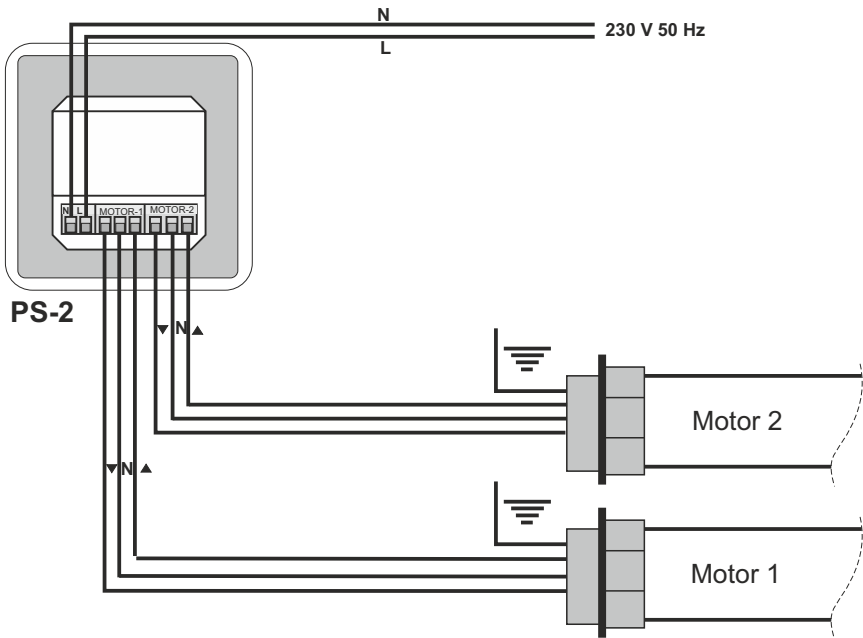 N
L
230 V 50 Hz
N L MOTOR-1 MOTOR-2
PS-2
▼ N ▲
Motor 2
▼ N ▲
Motor 1